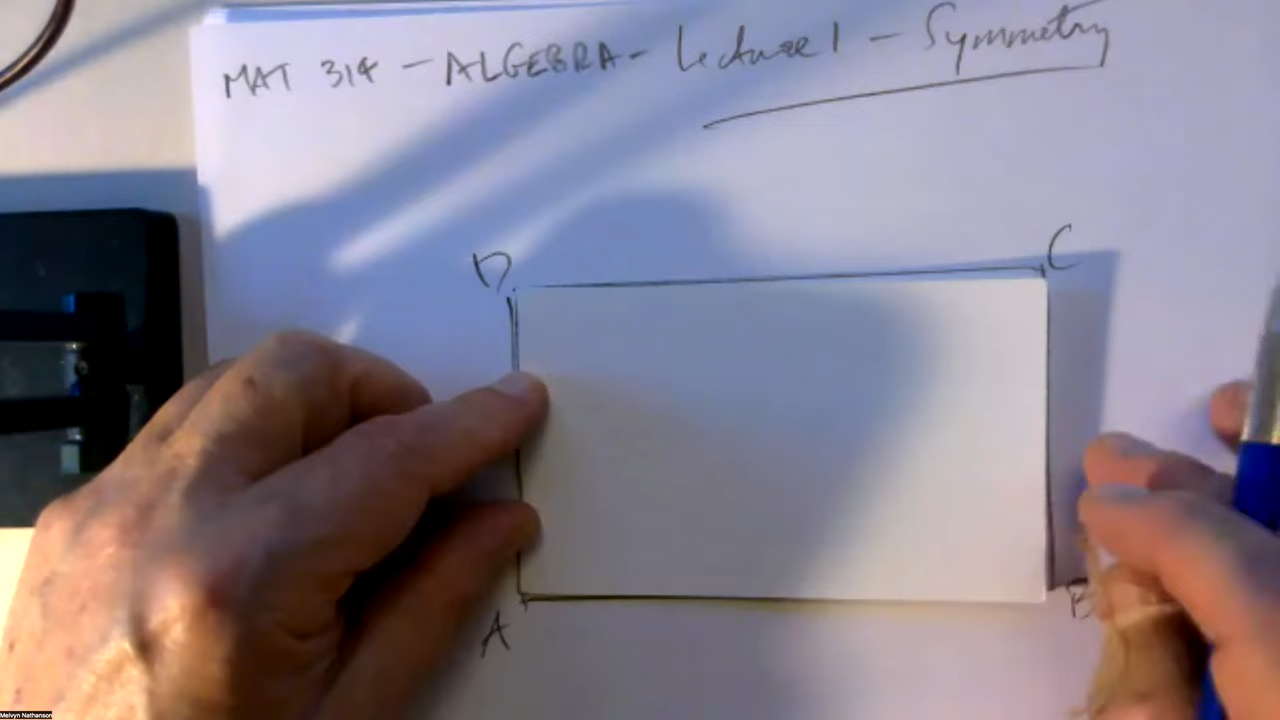 MAT 314 - ALGEBRA - Lecture 1 - Symmetry
D C
A B
Melvyn Nathanson